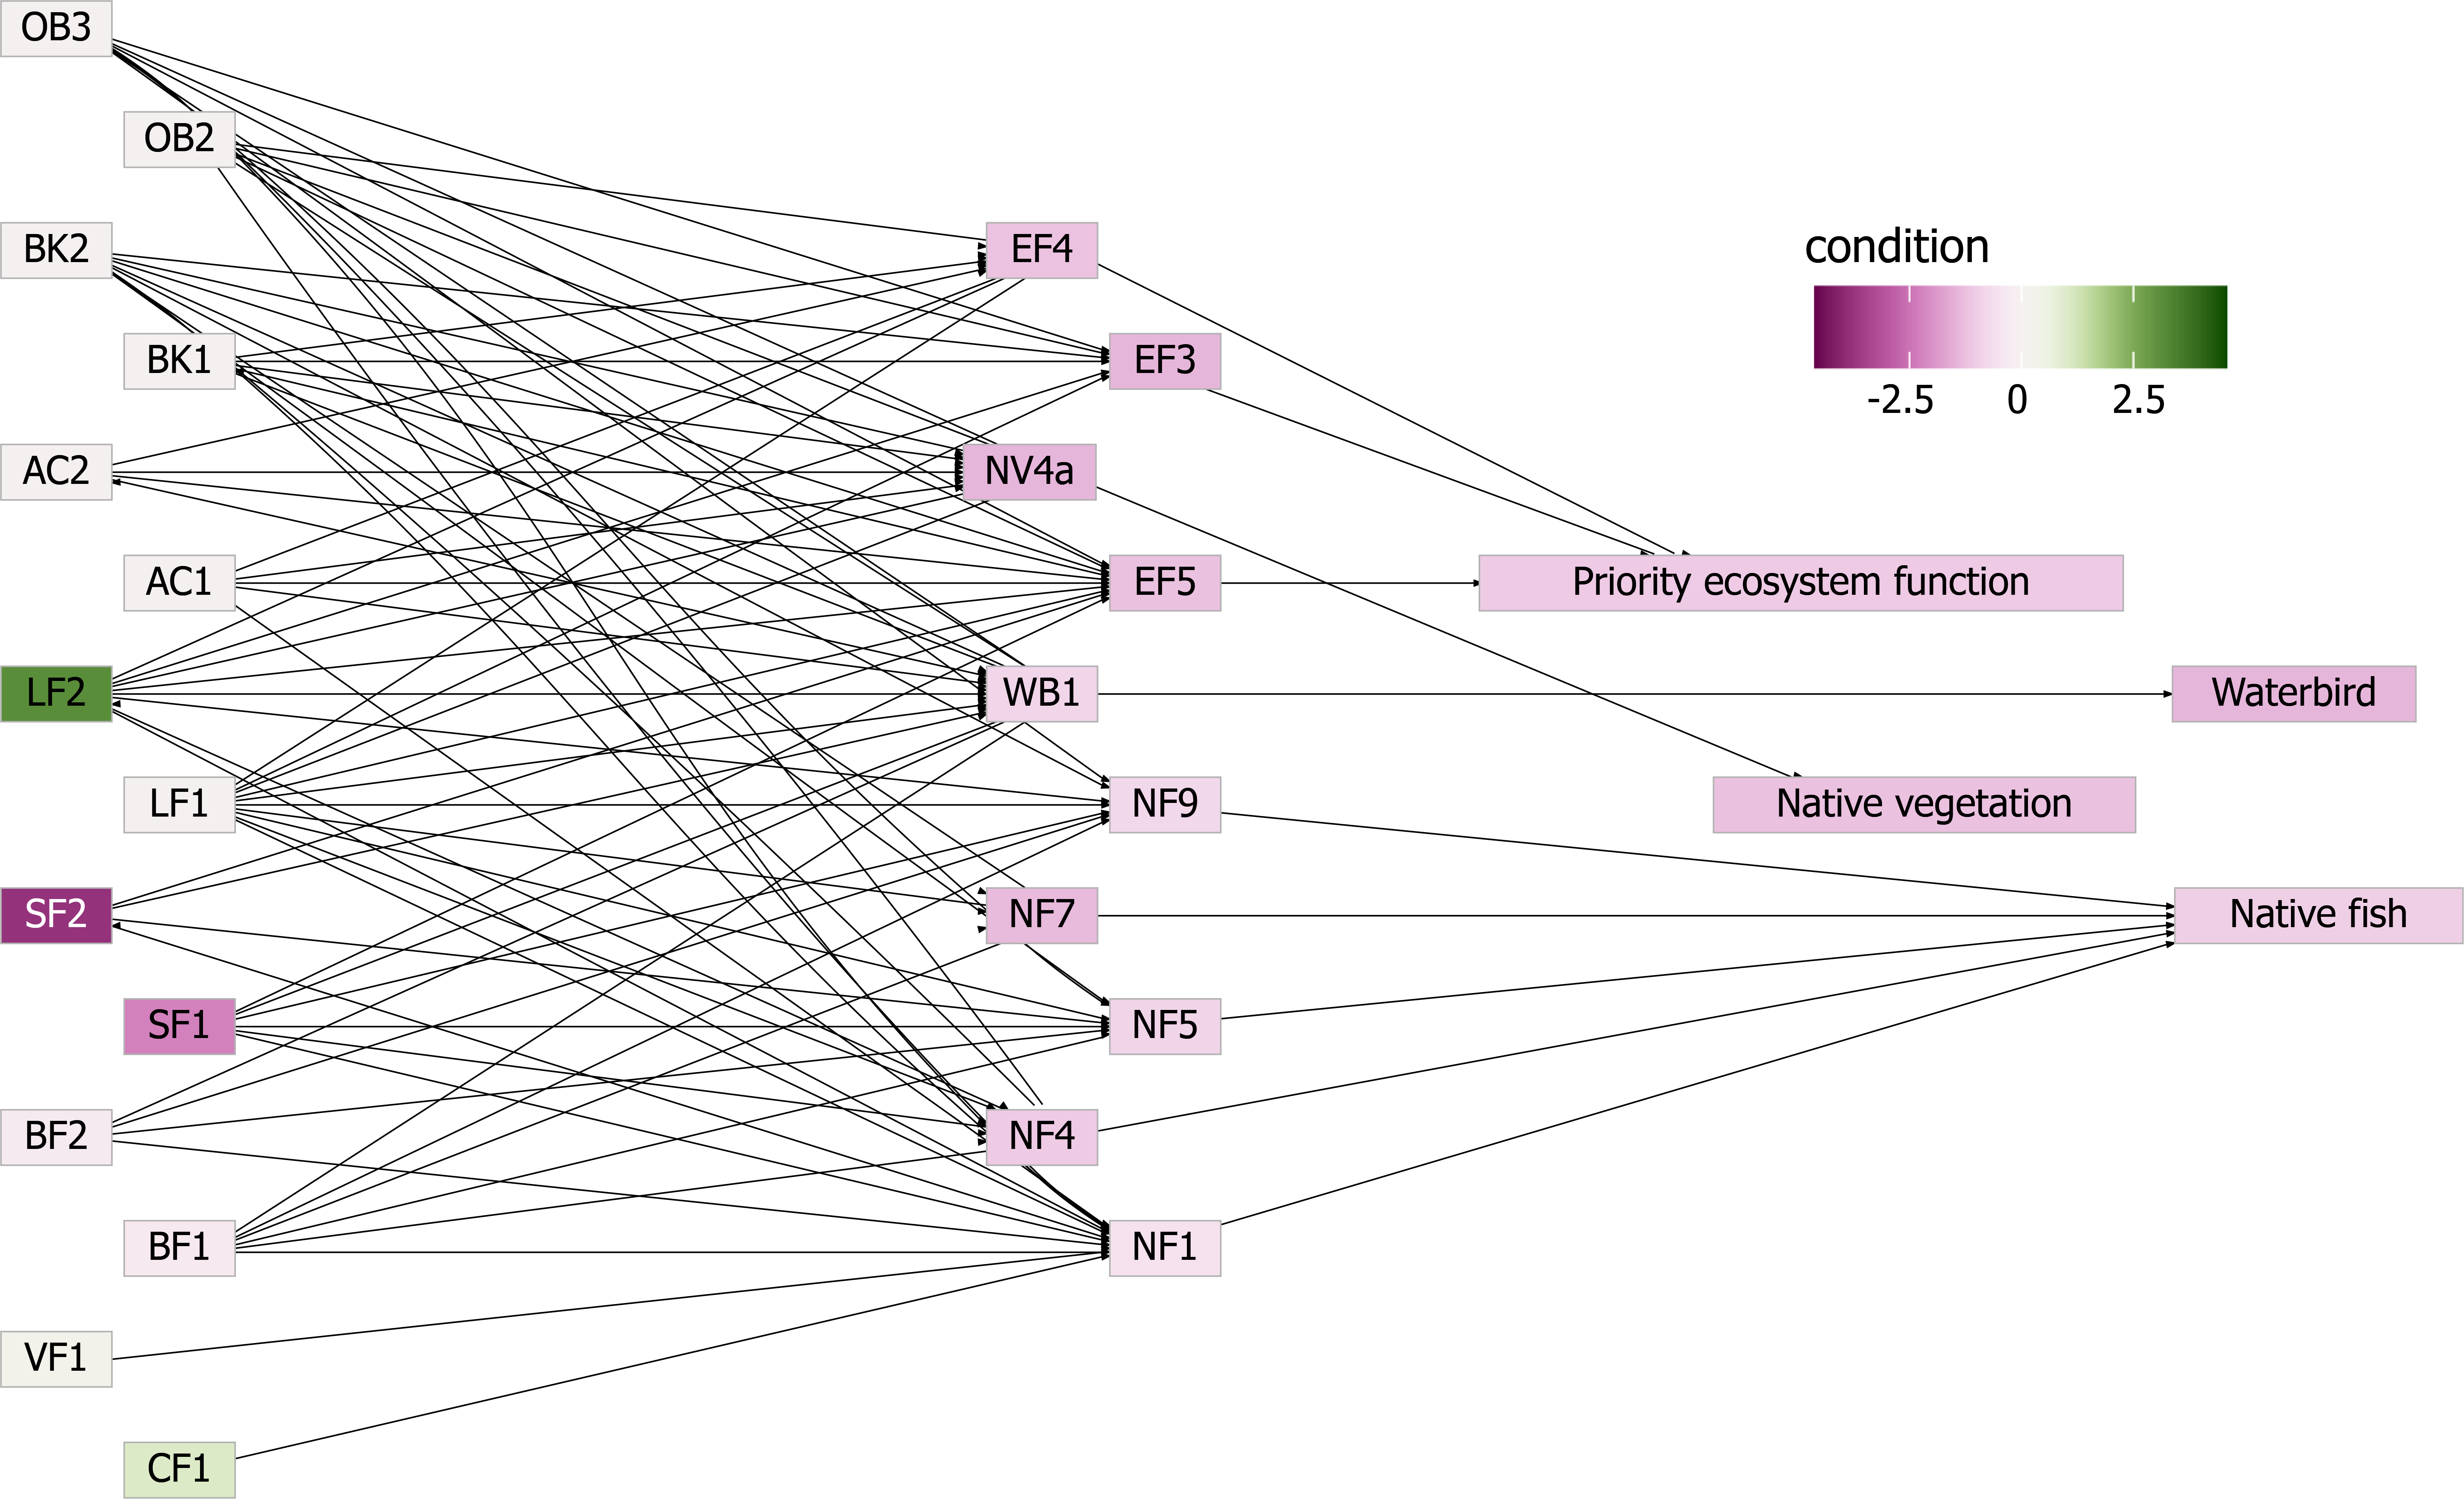 OB3
OB2
BK2
BK1
AC2
AC1
LF2
LF1
SF2
SF1
BF2
BF1
VF1
CF1
EF4
EF3
NV4a
EF5
WB1
NF9
NF7
NF5
NF4
NF1
Priority ecosystem function
Waterbird
Native vegetation
Native fish
condition
-2.5 0 2.5